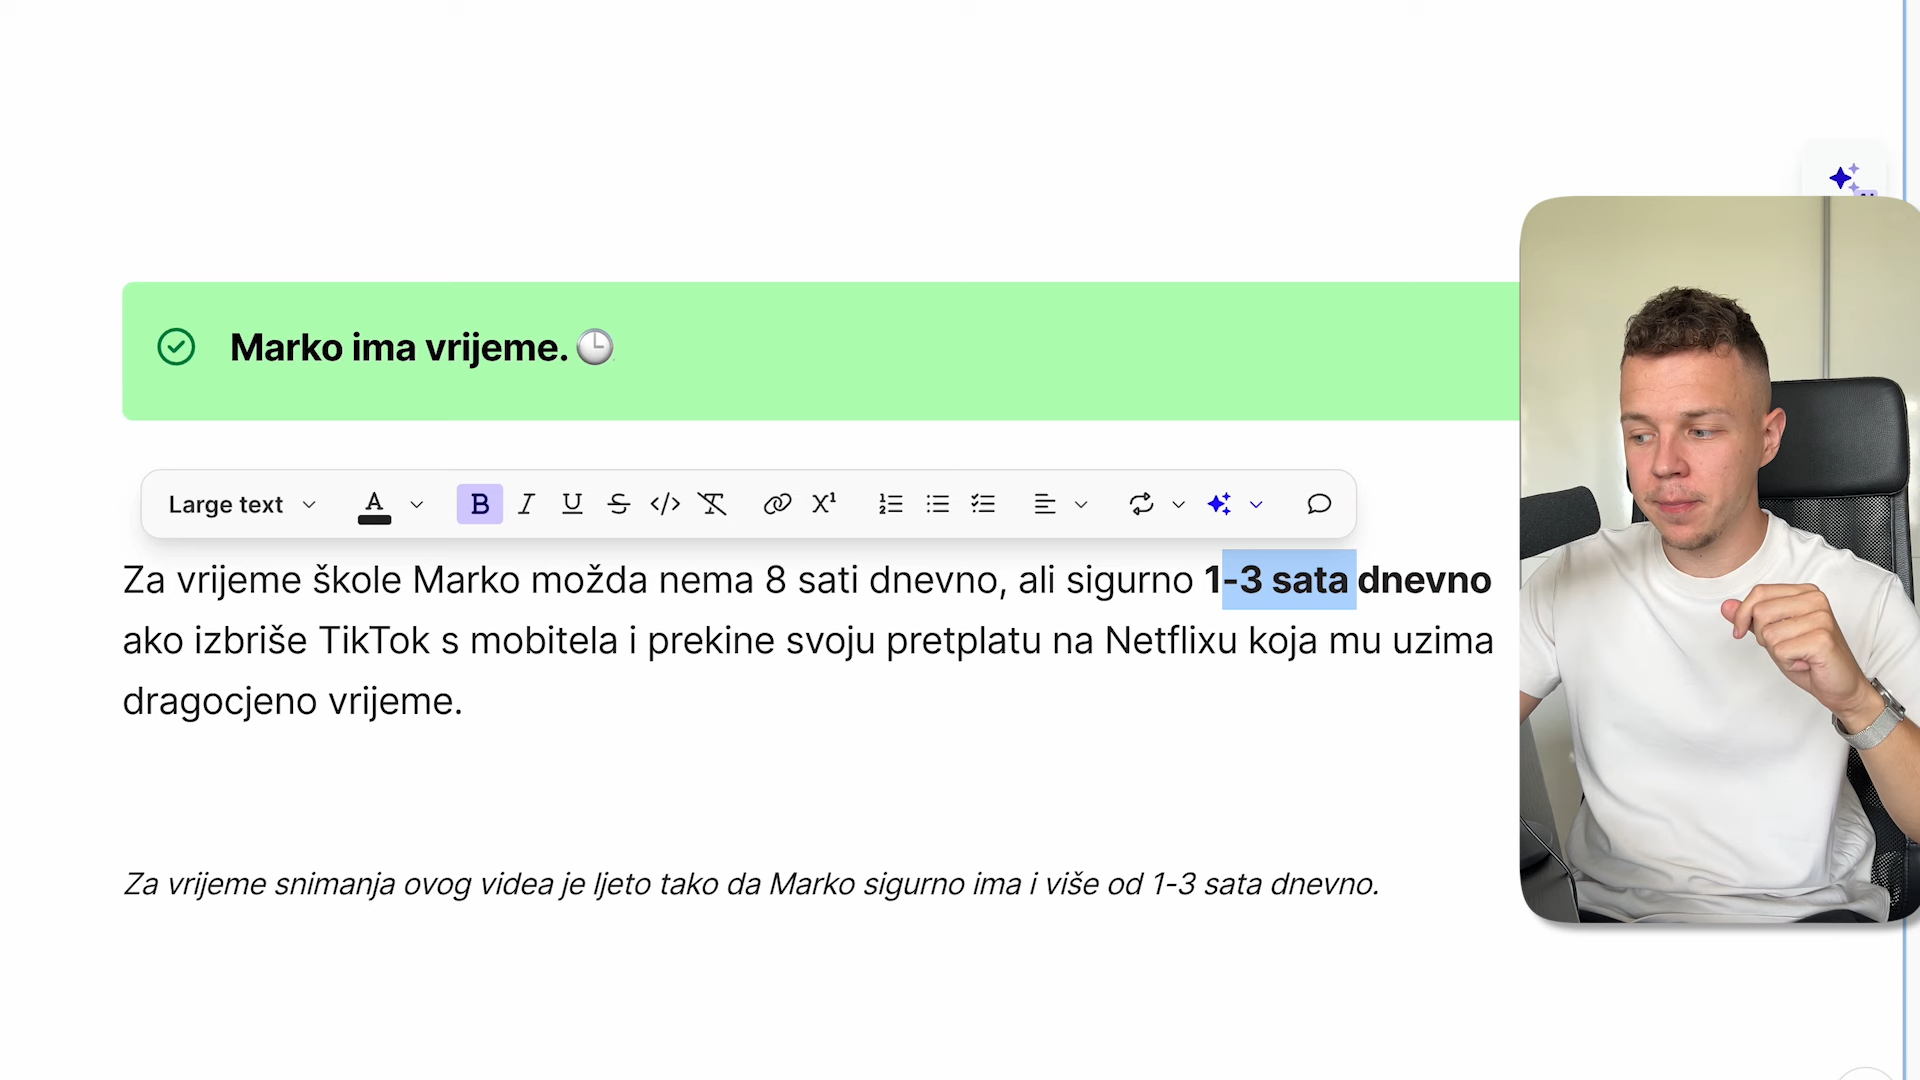 Marko ima vrijeme. 🕒
Large text
Za vrijeme škole Marko možda nema 8 sati dnevno, ali sigurno 1-3 sata dnevno
ako izbriše TikTok s mobitela i prekine svoju pretplatu na Netflixu koja mu uzima
dragocjeno vrijeme.
Za vrijeme snimanja ovog videa je ljeto tako da Marko sigurno ima i više od 1-3 sata dnevno.